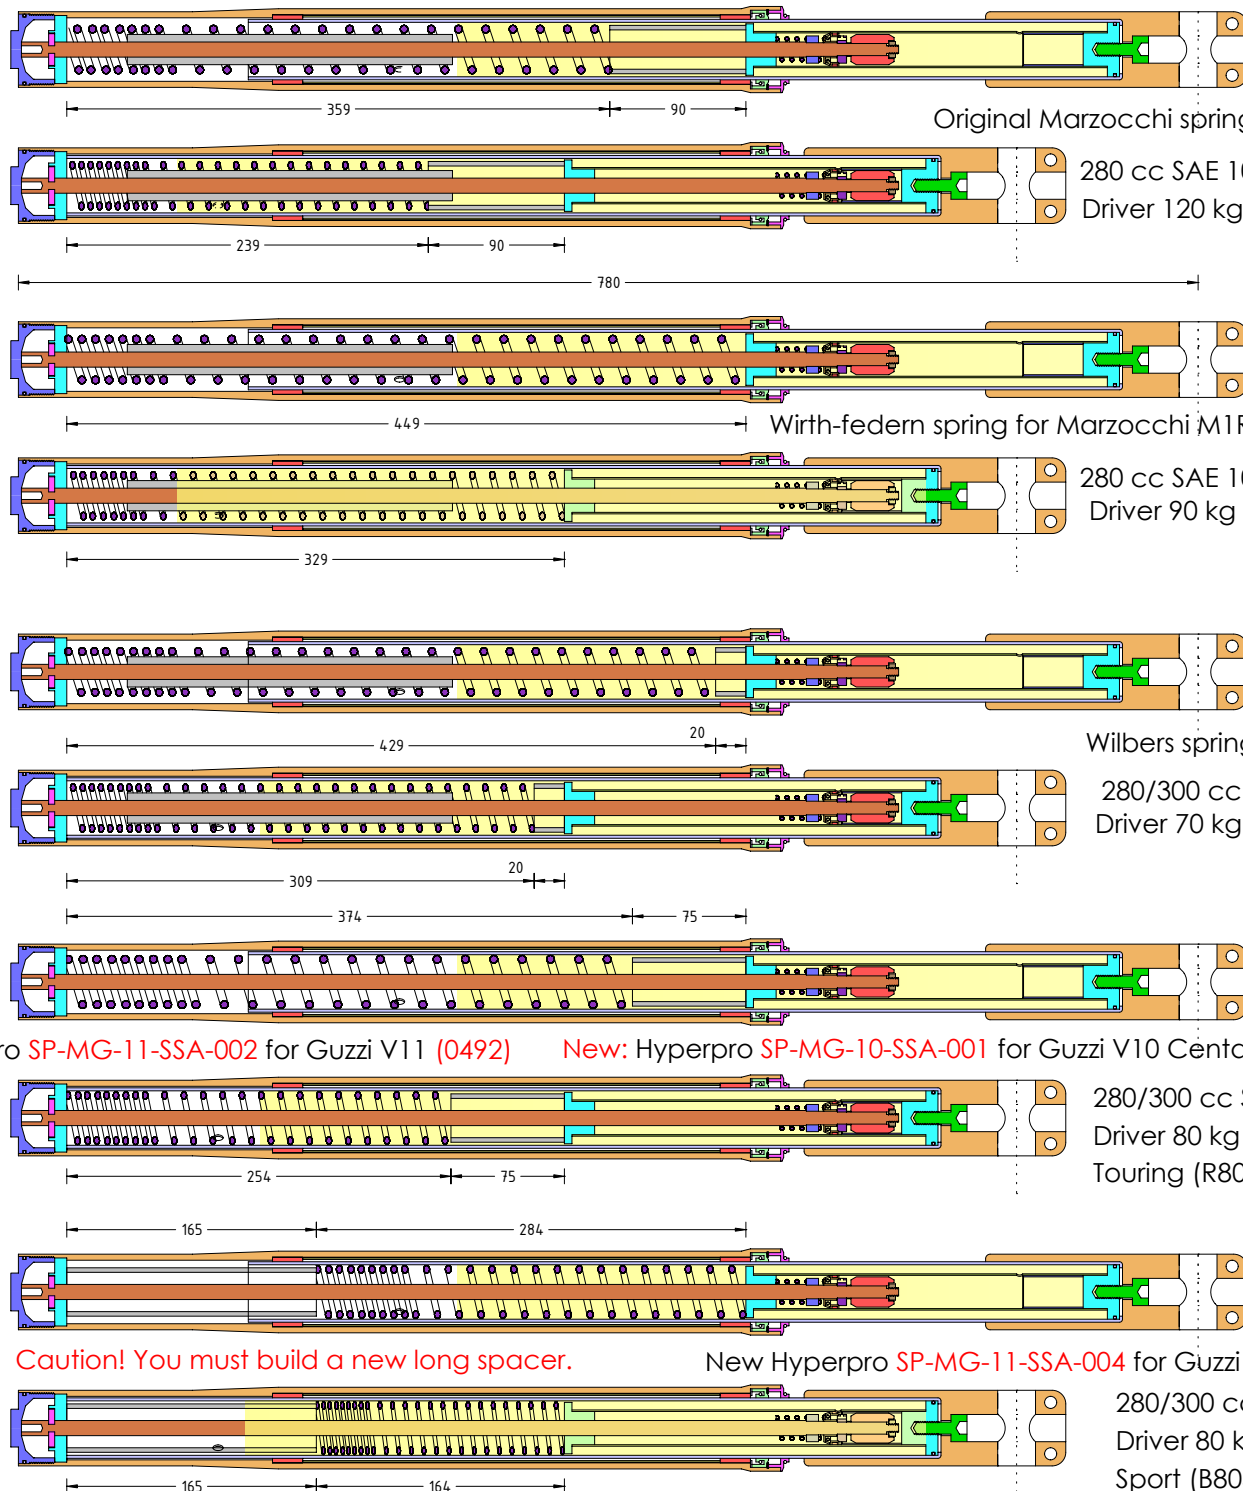 359
90
Original Marzocchi spring
280 cc SAE 10
Driver 120 kg
239
90
780
449
Wirth-federn spring for Marzocchi M1R
280 cc SAE 10
Driver 90 kg
329
429
20
Wilbers spring
280/300 cc
Driver 70 kg
309
20
374
75
ro SP-MG-11-SSA-002 for Guzzi V11 (0492)
New: Hyperpro SP-MG-10-SSA-001 for Guzzi V10 Centa
280/300 cc S
Driver 80 kg
Touring (R80
254
75
165
284
Caution! You must build a new long spacer.
New Hyperpro SP-MG-11-SSA-004 for Guzzi
280/300 cc
Driver 80 k
Sport (B80
165
164